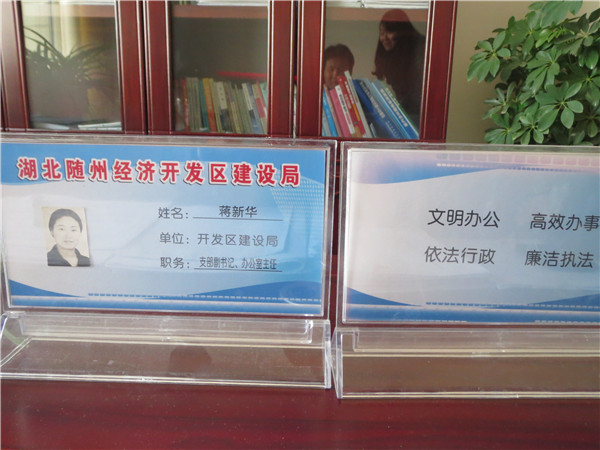 湖北随州经济开发区建设局
姓名: 蒋新华
单位: 开发区建设局
职务: 支部副书记、办公室主任
文明办公 高效办事
依法行政 廉洁执法